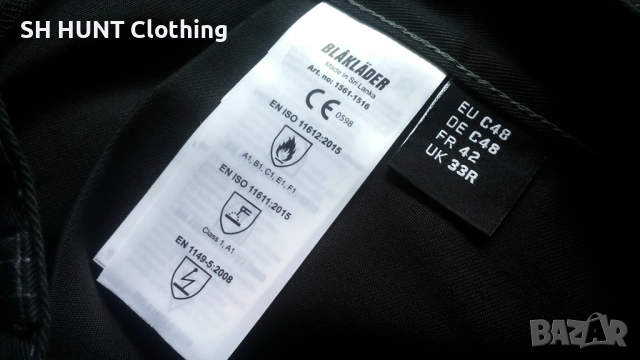 SH HUNT Clothing
BLÅKLÄDER
Made in Sri Lanka
Art. no: 1561-1516
CE 0598
EN ISO 11612:2015
A1, B1, C1, E1, F1
EN ISO 11611:2015
Class 1, A1
EN 1149-5:2008
EU C48
DE C48
FR 42
UK 33R
BAZAR